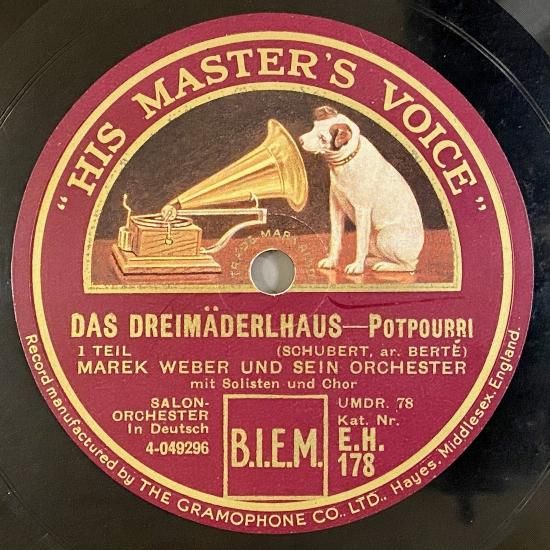 "HIS MASTER'S VOICE"
TRADE MARK
DAS DREIMÄDERLHAUS—POTPOURRI
1 TEIL (SCHUBERT, ar. BERTÉ)
MAREK WEBER UND SEIN ORCHESTER
mit Solisten und Chor
SALON-
ORCHESTER
In Deutsch
4-049296
B.I.E.M.
UMDR. 78
Kat. Nr.
E.H.
178
Record manufactured by THE GRAMOPHONE CO., LTD., Hayes, Middlesex, England.